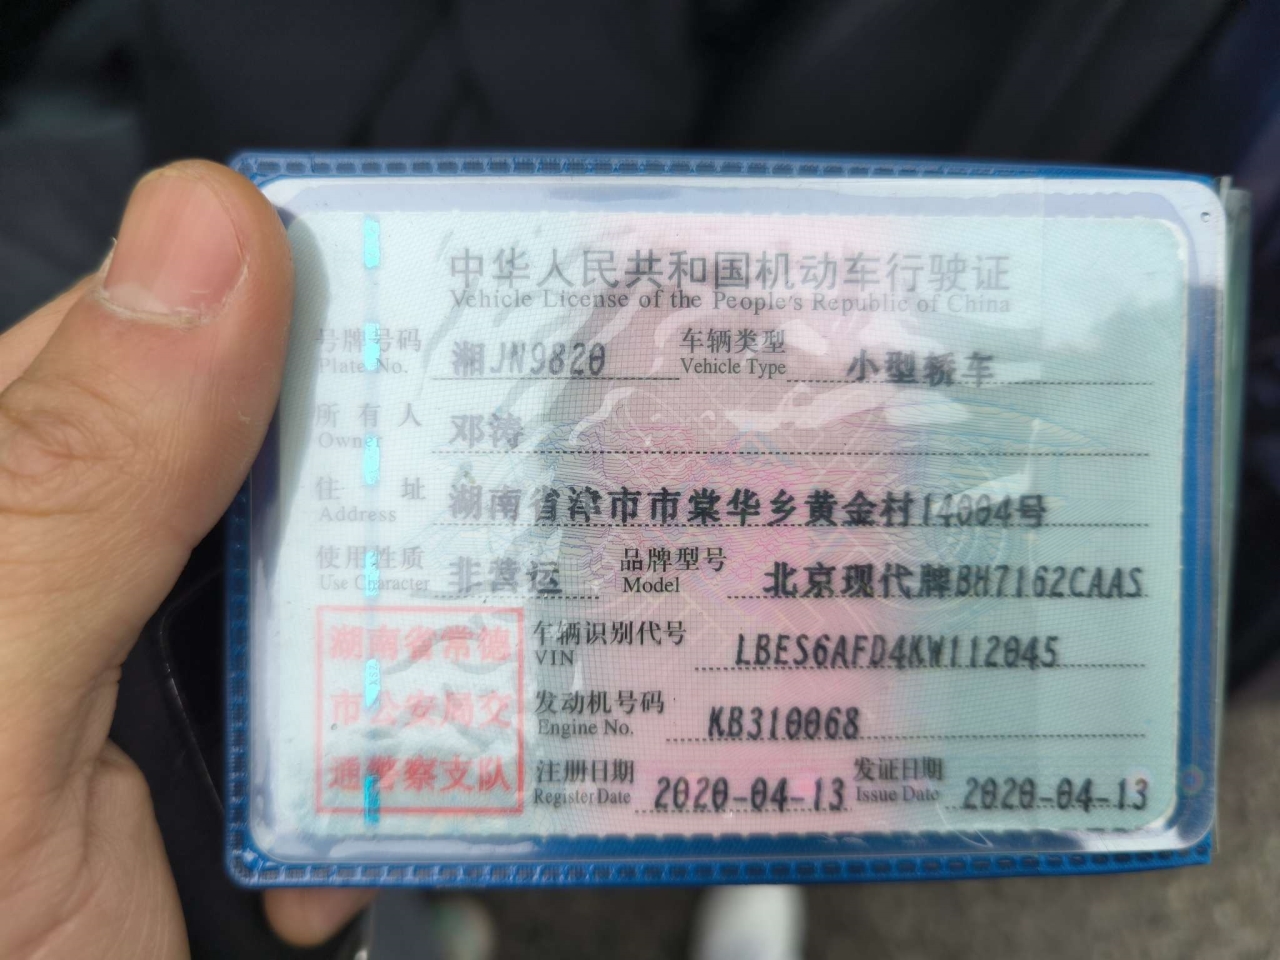 中华人民共和国机动车行驶证
Vehicle License of the People's Republic of China
号牌号码 湘JN9820 车辆类型 小型轿车
Plate No. Vehicle Type
所有人 邓涛
Owner
住址 湖南省津市市棠华乡黄金村14004号
Address
使用性质 非营运 品牌型号 北京现代牌BH7162CAAS
Use Character Model
湖南省常德
市公安局交
通警察支队
车辆识别代号 LBES6AFD4KW112045
VIN
发动机号码 KB310068
Engine No.
注册日期 2020-04-13 发证日期 2020-04-13
Register Date Issue Date